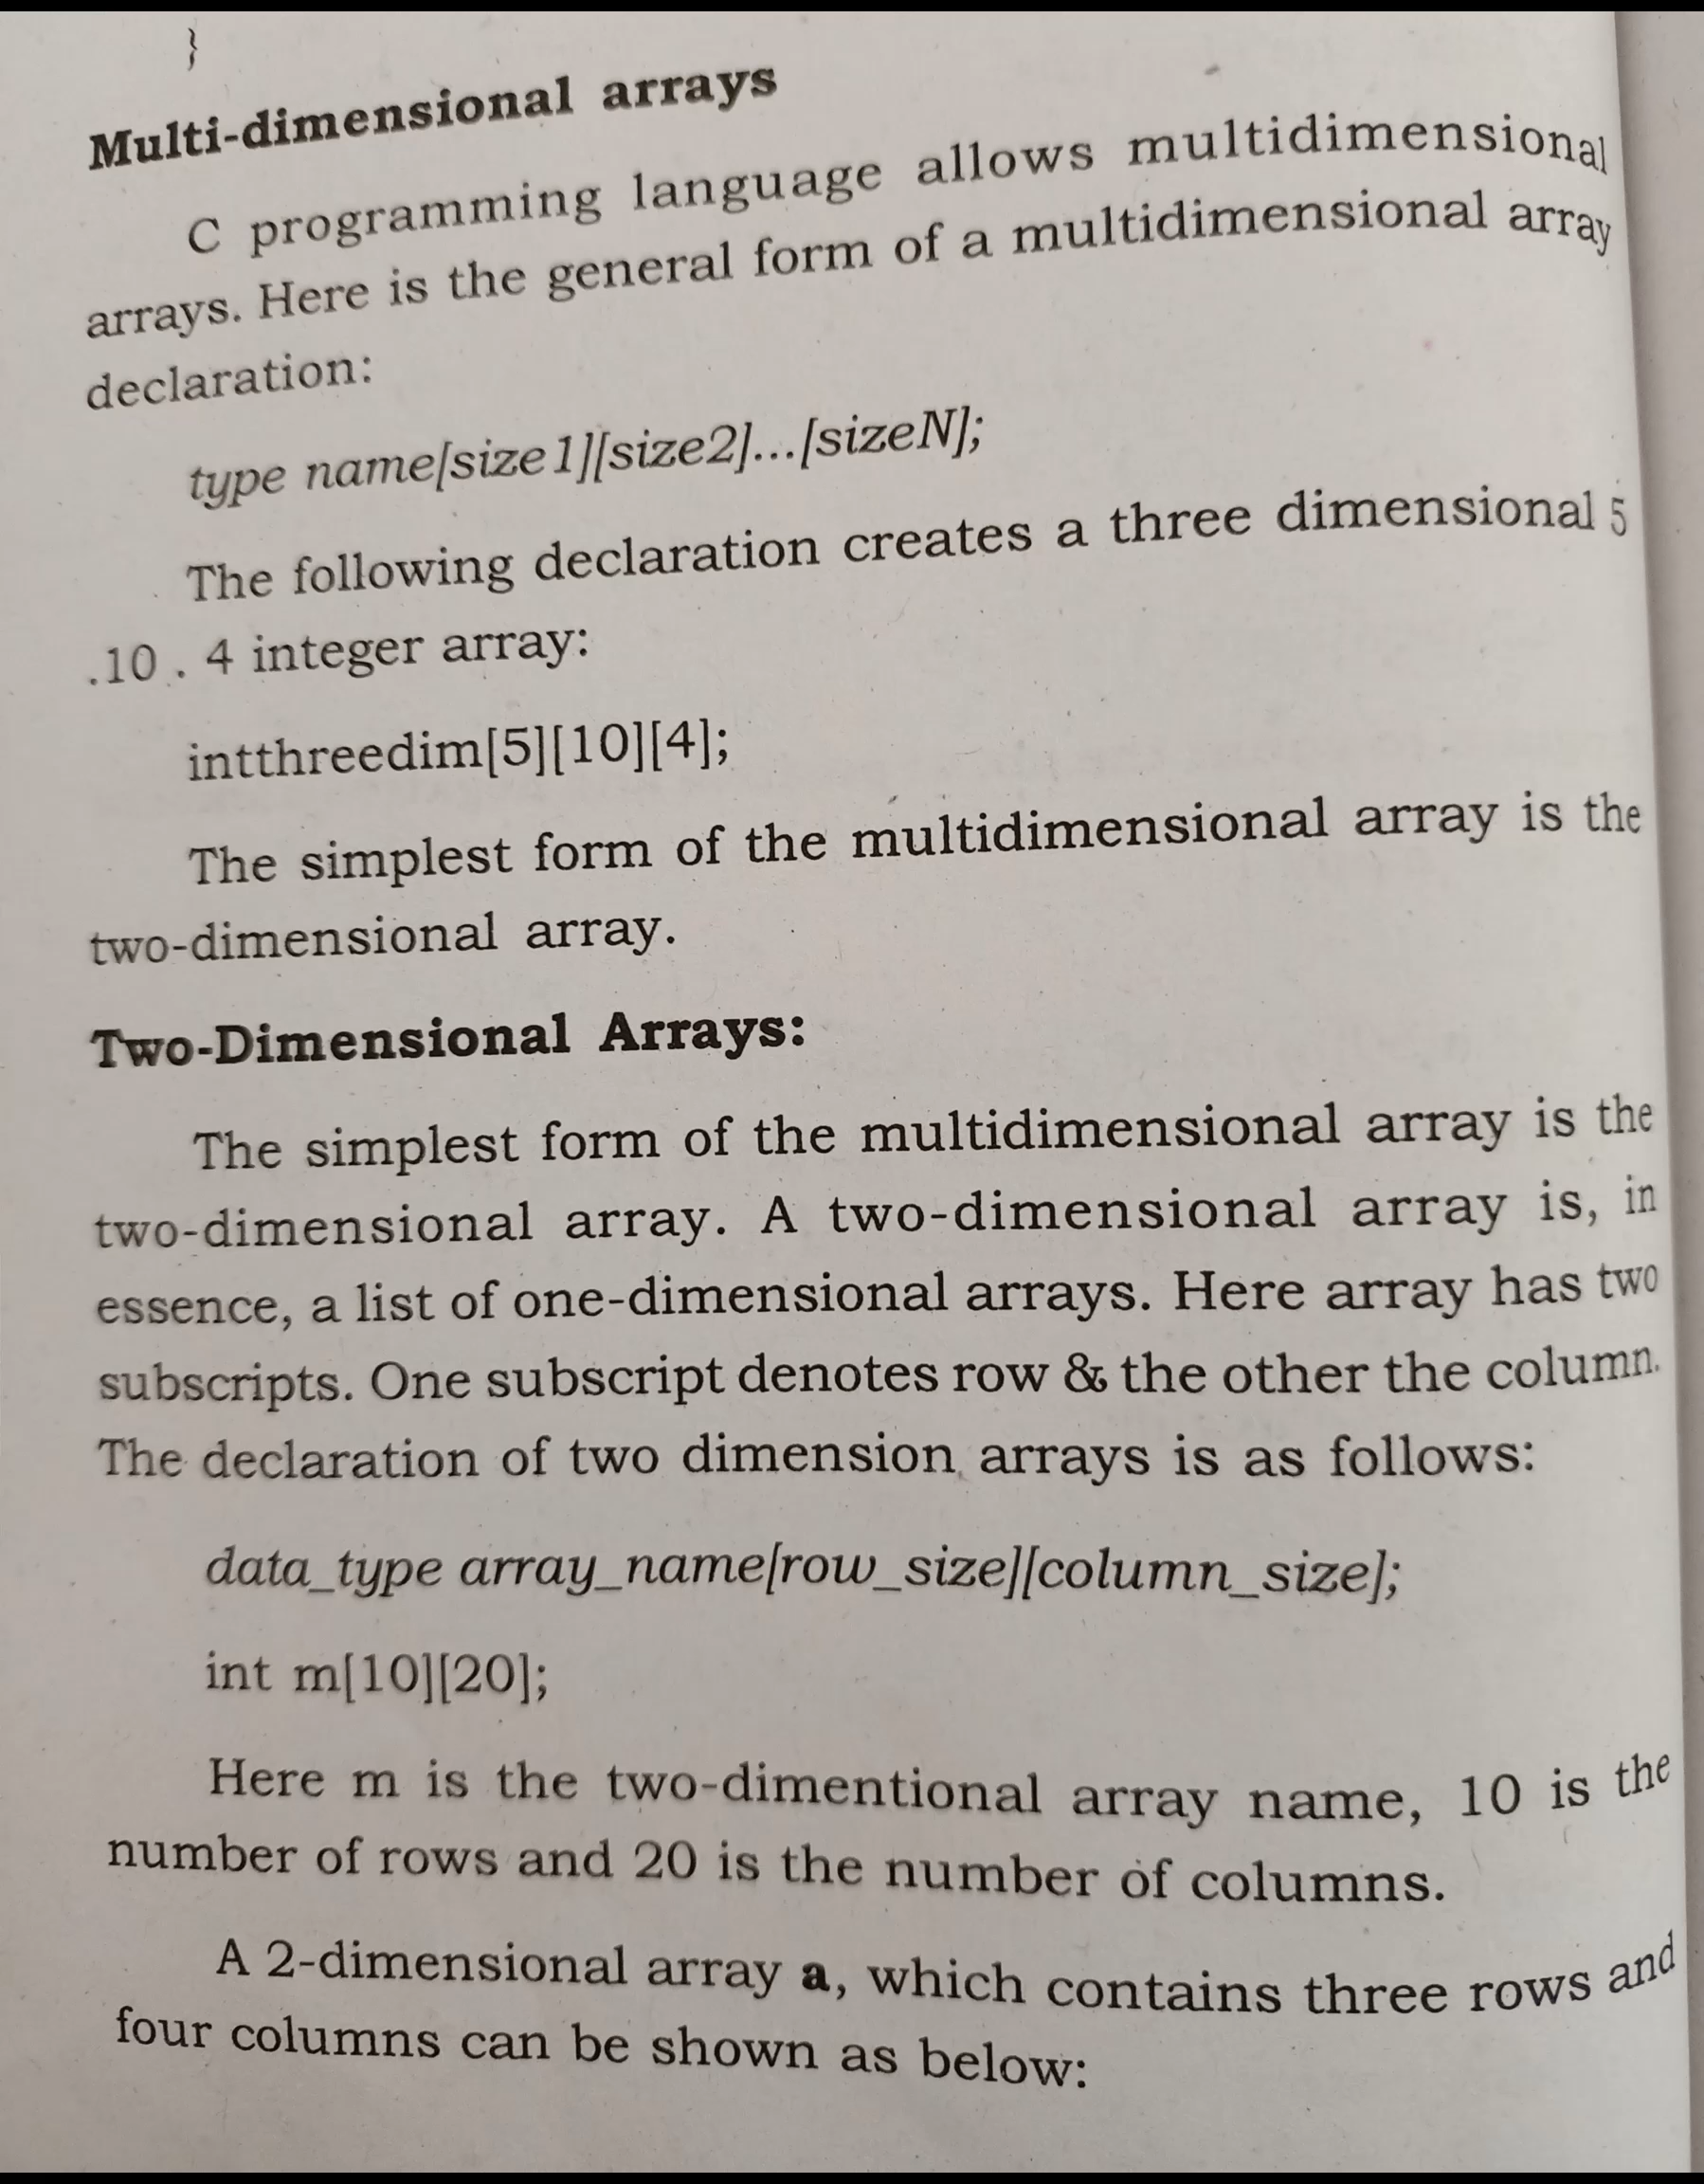 }
Multi-dimensional arrays
C programming language allows multidimensional
arrays. Here is the general form of a multidimensional array
declaration:
type name[size1][size2]...[sizeN];
The following declaration creates a three dimensional 5
.10 . 4 integer array:
intthreedim[5][10][4];
The simplest form of the multidimensional array is the
two-dimensional array.
Two-Dimensional Arrays:
The simplest form of the multidimensional array is the
two-dimensional array. A two-dimensional array is, in
essence, a list of one-dimensional arrays. Here array has two
subscripts. One subscript denotes row & the other the column.
The declaration of two dimension arrays is as follows:
data_type array_name[row_size][column_size];
int m[10][20];
Here m is the two-dimentional array name, 10 is the
number of rows and 20 is the number of columns.
A 2-dimensional array a, which contains three rows and
four columns can be shown as below: